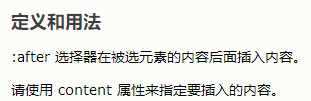 定义和用法
:after 选择器在被选元素的内容后面插入内容。
请使用 content 属性来指定要插入的内容。